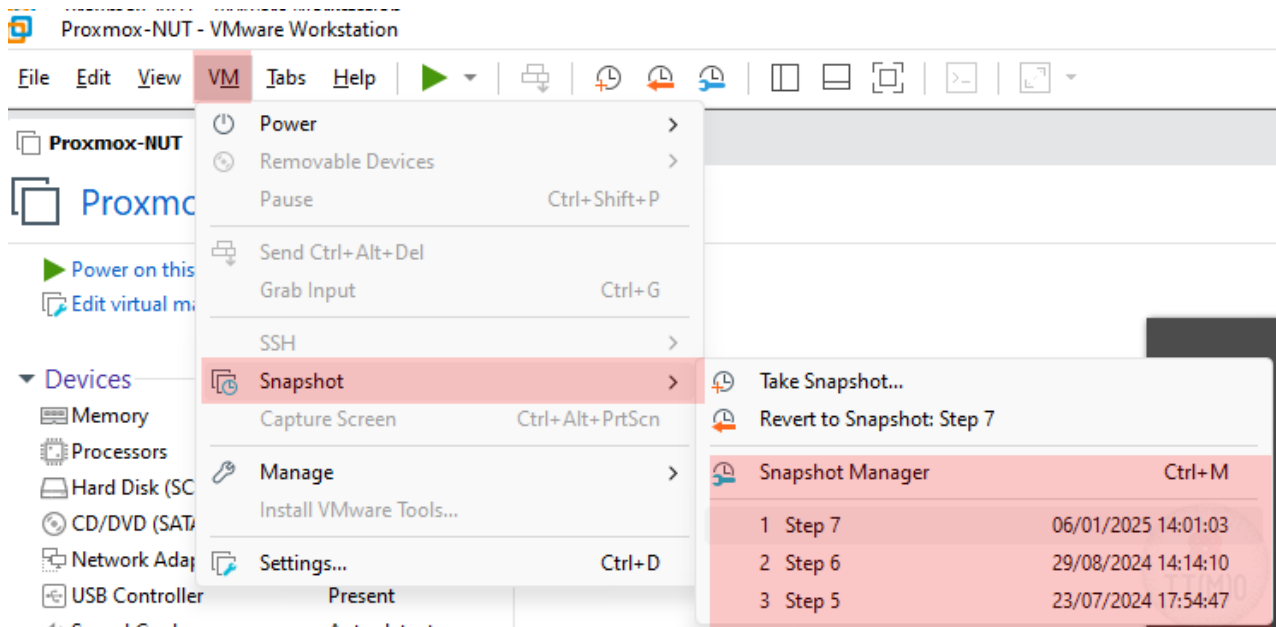 Proxmox-NUT - VMware Workstation
File Edit View VM Tabs Help
Proxmox-NUT
Power
Removable Devices
Pause Ctrl+Shift+P
Send Ctrl+Alt+Del
Power on this
Grab Input Ctrl+G
Edit virtual
SSH
Devices
Snapshot
Take Snapshot...
Memory
Capture Screen Ctrl+Alt+PrtScn
Revert to Snapshot: Step 7
Processors
Manage
Snapshot Manager Ctrl+M
Hard Disk (SC
Install VMware Tools...
CD/DVD (SATA
1 Step 7 06/01/2025 14:01:03
Network Adap
Settings... Ctrl+D
2 Step 6 29/08/2024 14:14:10
USB Controller Present
3 Step 5 23/07/2024 17:54:47